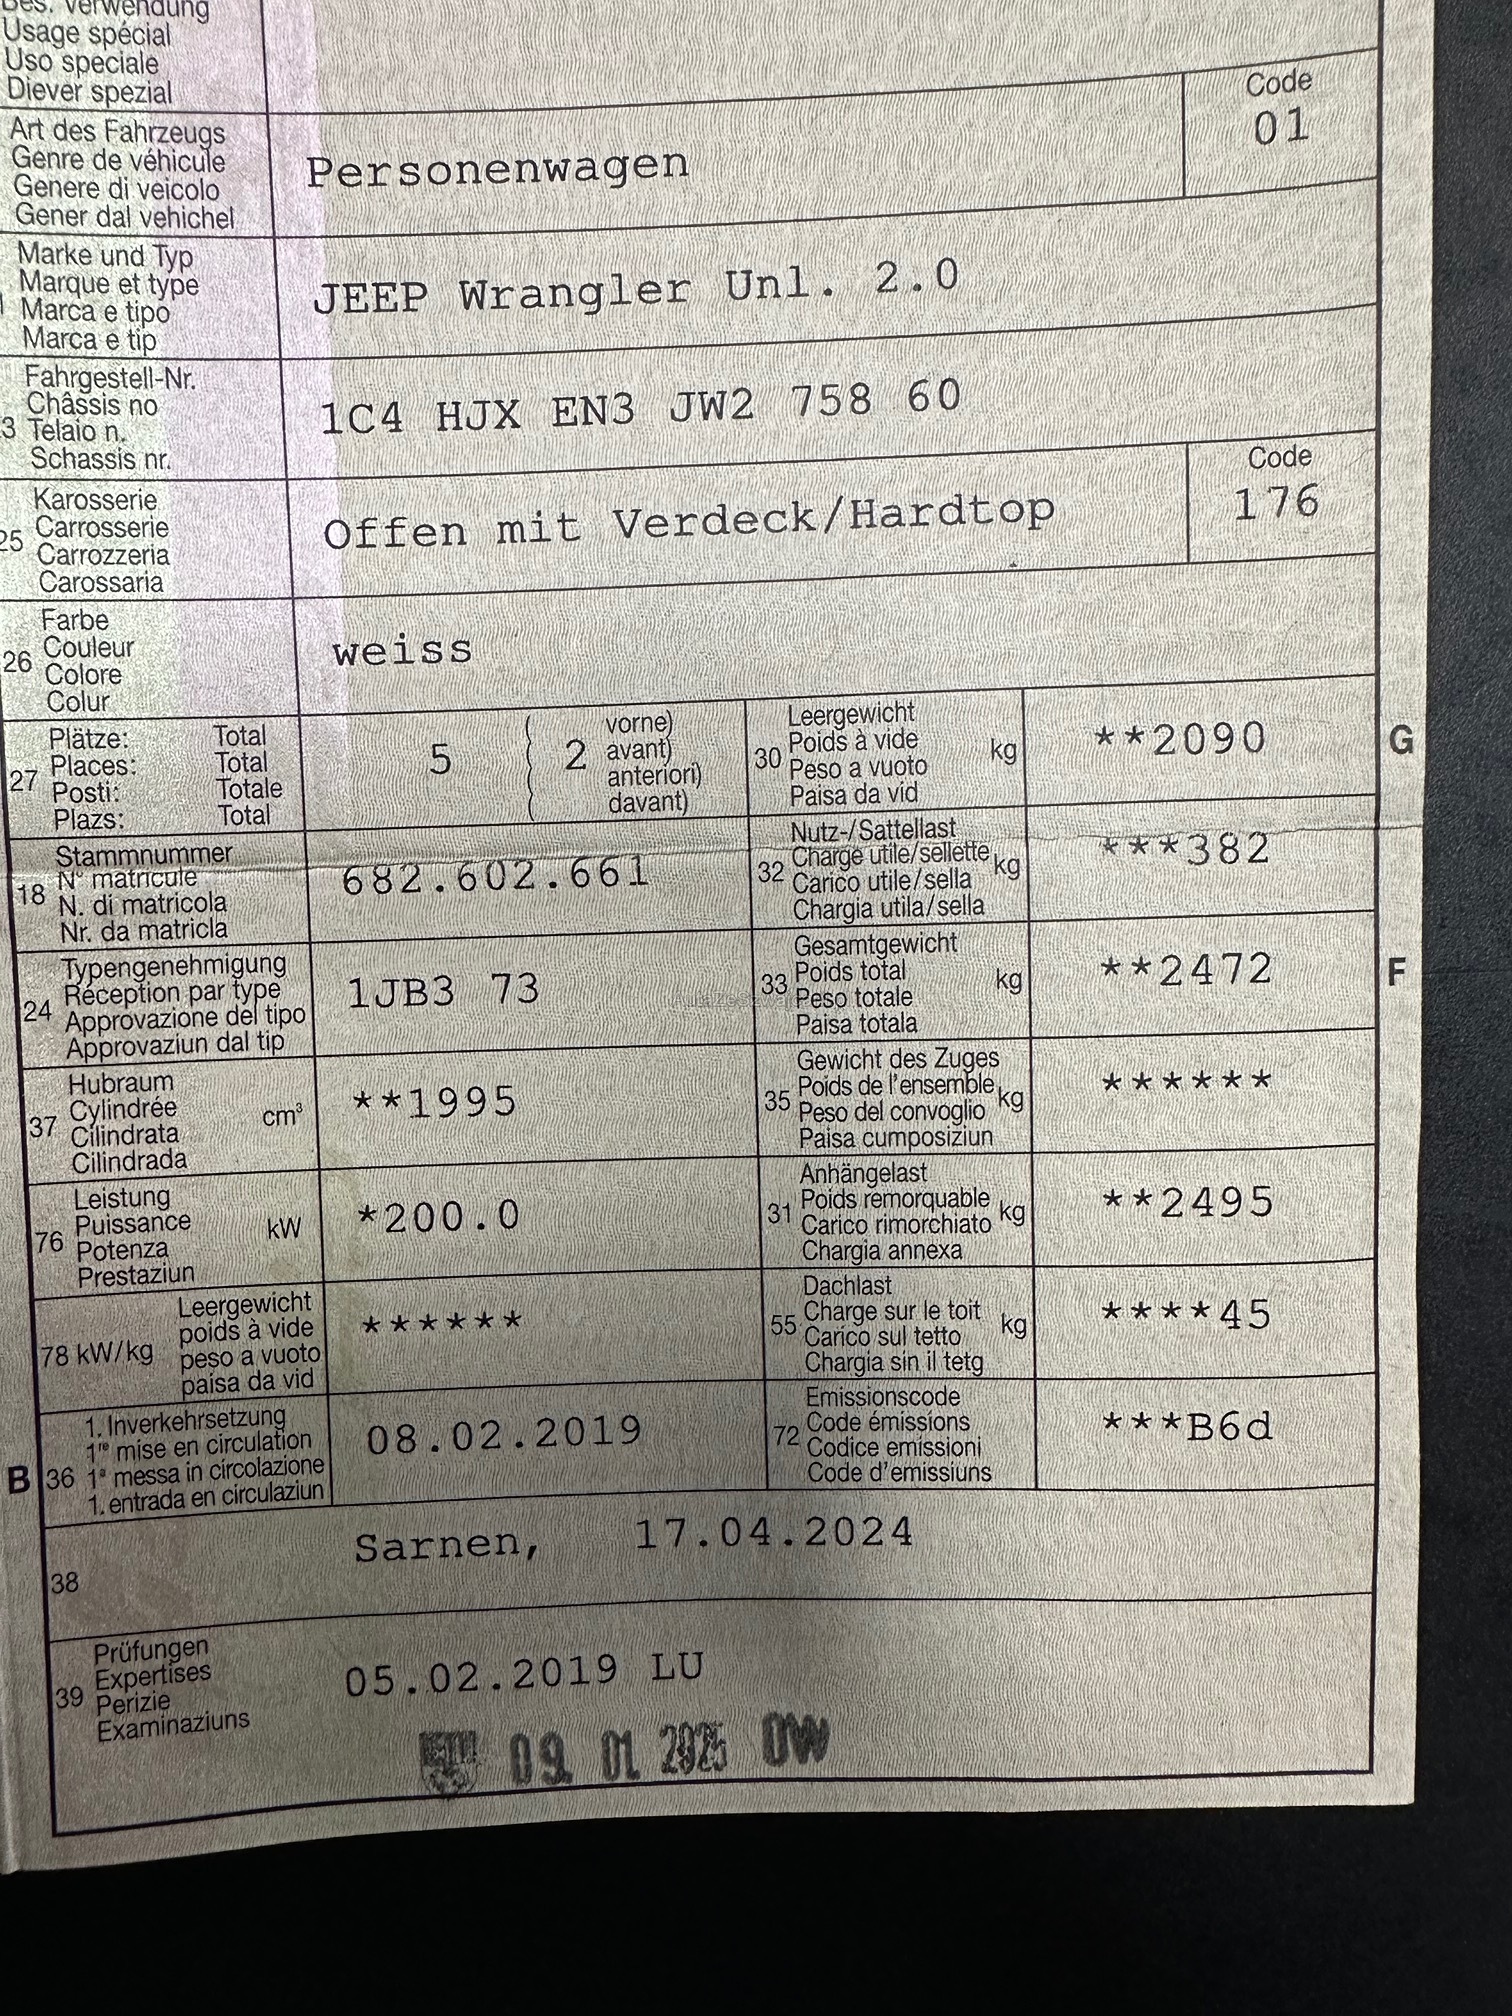 Bes. Verwendung
Usage spécial
Uso speciale
Diever spezial
Art des Fahrzeugs
Genre de véhicule
Genere di veicolo
Gener dal vehichel
Personenwagen
Code
01
Marke und Typ
Marque et type
Marca e tipo
Marca e tip
JEEP Wrangler Unl. 2.0
Fahrgestell-Nr.
Châssis no
3 Telaio n.
Schassis nr.
1C4 HJX EN3 JW2 758 60
25
Karosserie
Carrosserie
Carrozzeria
Carossaria
Offen mit Verdeck/Hardtop
Code
176
26
Farbe
Couleur
Colore
Colur
weiss
27
Plätze: Total
Places: Total
Posti: Totale
Plazs: Total
5
2
vorne)
avant)
anteriori)
davant)
30
Leergewicht
Poids à vide
Peso a vuoto
Paisa da vid
kg
**2090
G
18
Stammnummer
N° matricule
N. di matricola
Nr. da matricla
682.602.661
32
Nutz-/Sattellast
Charge utile/sellette
Carico utile/sella
Chargia utila/sella
kg
***382
24
Typengenehmigung
Réception par type
Approvazione del tipo
Approvaziun dal tip
1JB3 73
33
Gesamtgewicht
Poids total
Peso totale
Paisa totala
kg
**2472
F
37
Hubraum
Cylindrée
Cilindrata
Cilindrada
cm³
**1995
35
Gewicht des Zuges
Poids de l'ensemble
Peso del convoglio
Paisa cumposiziun
kg
******
76
Leistung
Puissance
Potenza
Prestaziun
kW
*200.0
31
Anhängelast
Poids remorquable
Carico rimorchiato
Chargia annexa
kg
**2495
78 kW/kg
Leergewicht
poids à vide
peso a vuoto
paisa da vid
******
55
Dachlast
Charge sur le toit
Carico sul tetto
Chargia sin il tetg
kg
****45
B 36
1. Inverkehrsetzung
1re mise en circulation
1a messa in circolazione
1. entrada en circulaziun
08.02.2019
72
Emissionscode
Code émissions
Codice emissioni
Code d'emissiuns
***B6d
38
Sarnen, 17.04.2024
39
Prüfungen
Expertises
Perizie
Examinaziuns
05.02.2019 LU
09. 01. 2025 OW